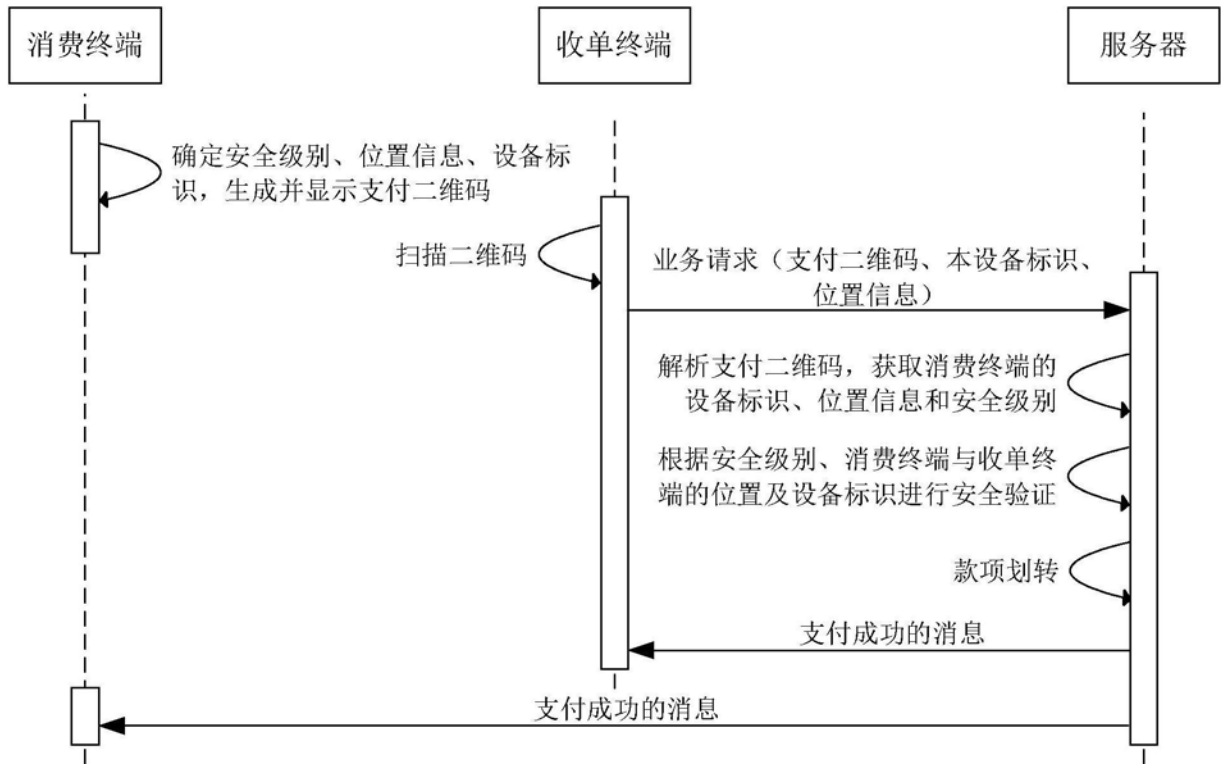 消费终端
收单终端
服务器
确定安全级别、位置信息、设备标
识，生成并显示支付二维码
扫描二维码
业务请求（支付二维码、本设备标识、
位置信息）
解析支付二维码，获取消费终端的
设备标识、位置信息和安全级别
根据安全级别、消费终端与收单终
端的位置及设备标识进行安全验证
款项划转
支付成功的消息
支付成功的消息